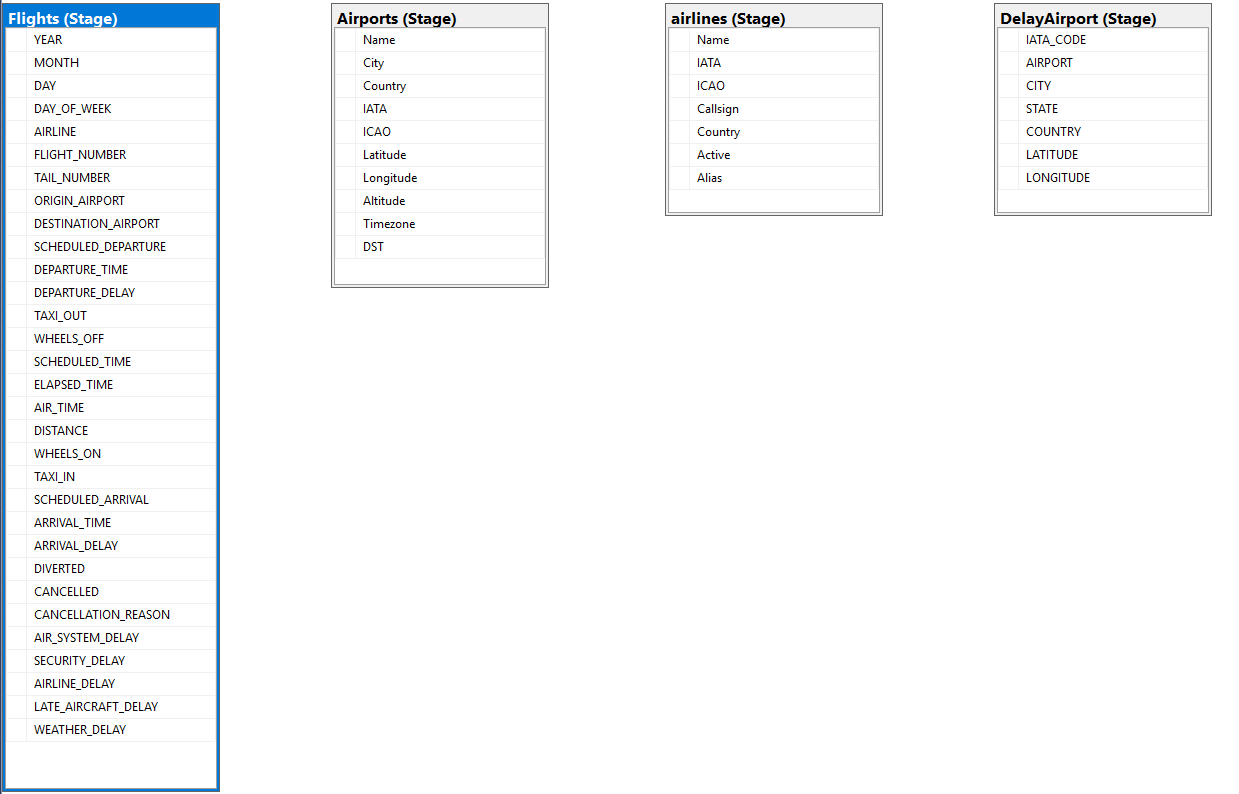 Flights (Stage)
YEAR
MONTH
DAY
DAY_OF_WEEK
AIRLINE
FLIGHT_NUMBER
TAIL_NUMBER
ORIGIN_AIRPORT
DESTINATION_AIRPORT
SCHEDULED_DEPARTURE
DEPARTURE_TIME
DEPARTURE_DELAY
TAXI_OUT
WHEELS_OFF
SCHEDULED_TIME
ELAPSED_TIME
AIR_TIME
DISTANCE
WHEELS_ON
TAXI_IN
SCHEDULED_ARRIVAL
ARRIVAL_TIME
ARRIVAL_DELAY
DIVERTED
CANCELLED
CANCELLATION_REASON
AIR_SYSTEM_DELAY
SECURITY_DELAY
AIRLINE_DELAY
LATE_AIRCRAFT_DELAY
WEATHER_DELAY
Airports (Stage)
Name
City
Country
IATA
ICAO
Latitude
Longitude
Altitude
Timezone
DST
airlines (Stage)
Name
IATA
ICAO
Callsign
Country
Active
Alias
DelayAirport (Stage)
IATA_CODE
AIRPORT
CITY
STATE
COUNTRY
LATITUDE
LONGITUDE